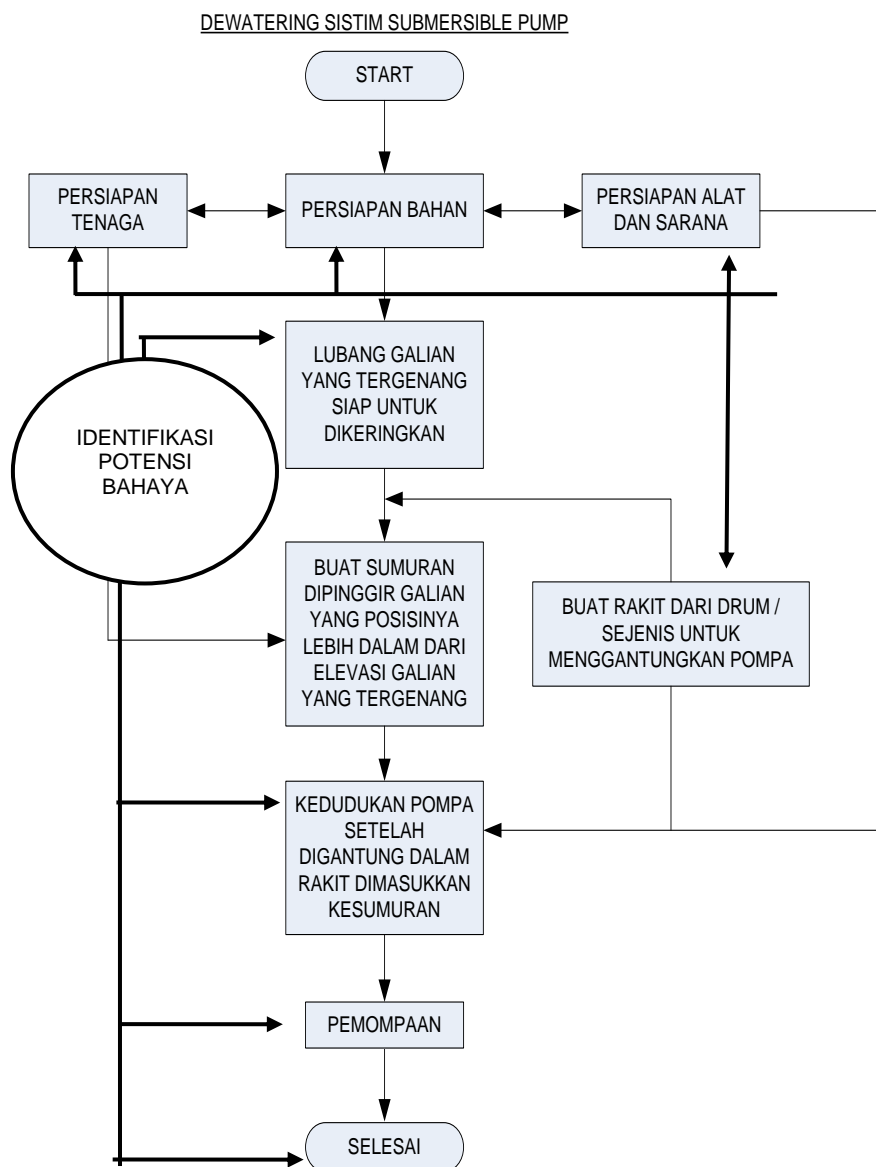 DEWATERING SISTIM SUBMERSIBLE PUMP
START
PERSIAPAN
TENAGA
PERSIAPAN BAHAN
PERSIAPAN ALAT
DAN SARANA
LUBANG GALIAN
YANG TERGENANG
SIAP UNTUK
DIKERINGKAN
IDENTIFIKASI
POTENSI
BAHAYA
BUAT SUMURAN
DIPINGGIR GALIAN
YANG POSISINYA
LEBIH DALAM DARI
ELEVASI GALIAN
YANG TERGENANG
BUAT RAKIT DARI DRUM /
SEJENIS UNTUK
MENGGANTUNGKAN POMPA
KEDUDUKAN POMPA
SETELAH
DIGANTUNG DALAM
RAKIT DIMASUKKAN
KESUMURAN
PEMOMPAAN
SELESAI